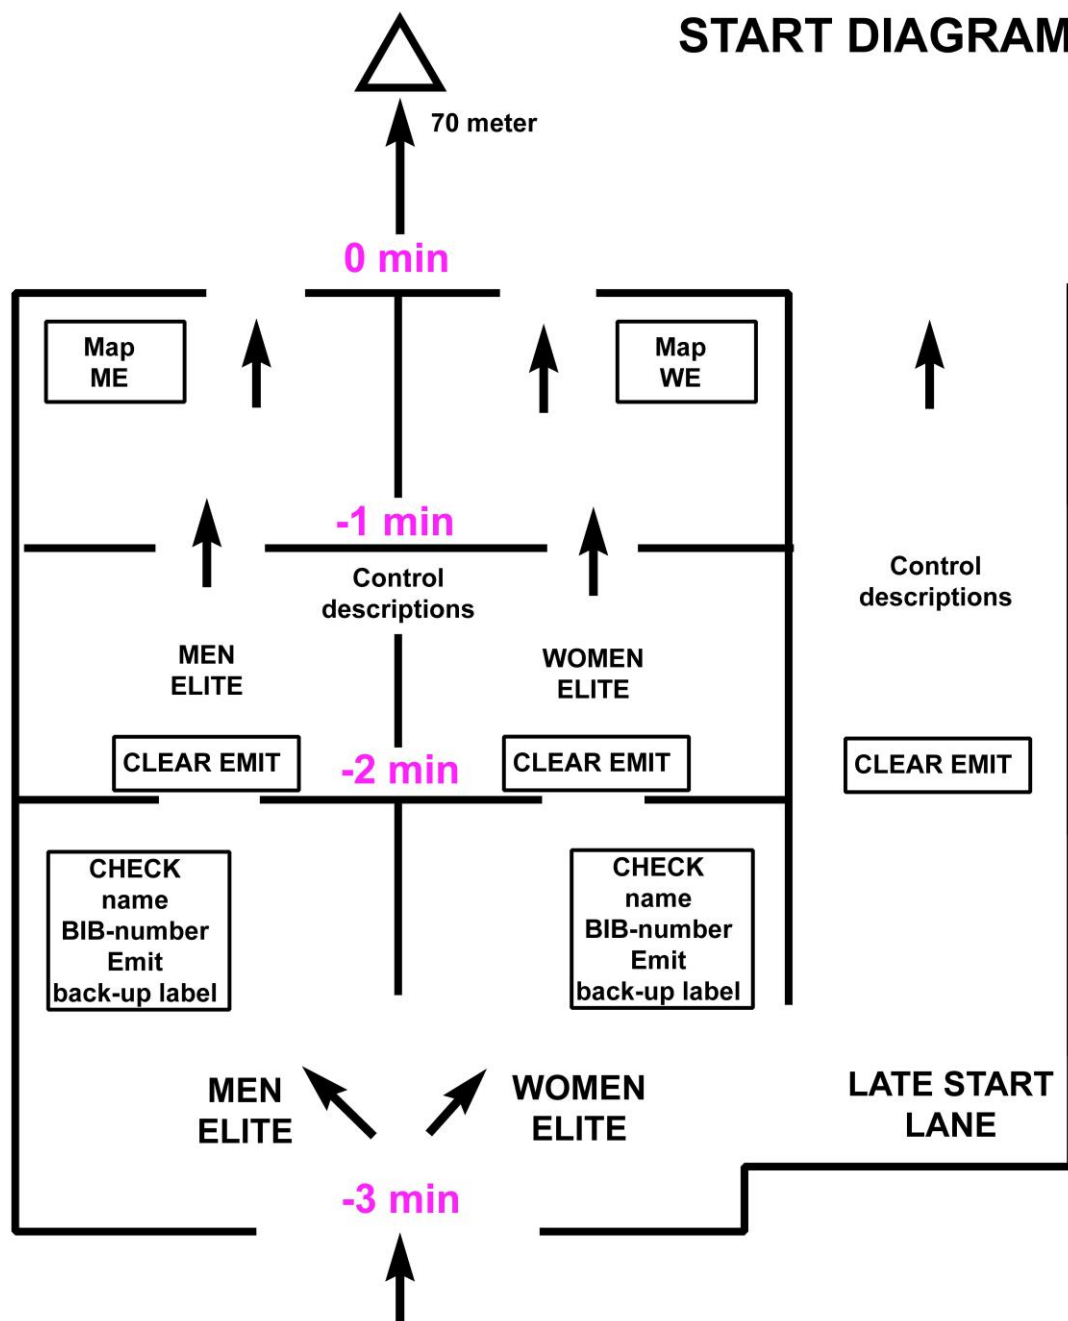 START DIAGRAM
70 meter
0 min
Map
ME
Map
WE
-1 min
Control
descriptions
Control
descriptions
MEN
ELITE
WOMEN
ELITE
CLEAR EMIT
-2 min
CLEAR EMIT
CLEAR EMIT
CHECK
name
BIB-number
Emit
back-up label
CHECK
name
BIB-number
Emit
back-up label
MEN
ELITE
WOMEN
ELITE
LATE START
LANE
-3 min